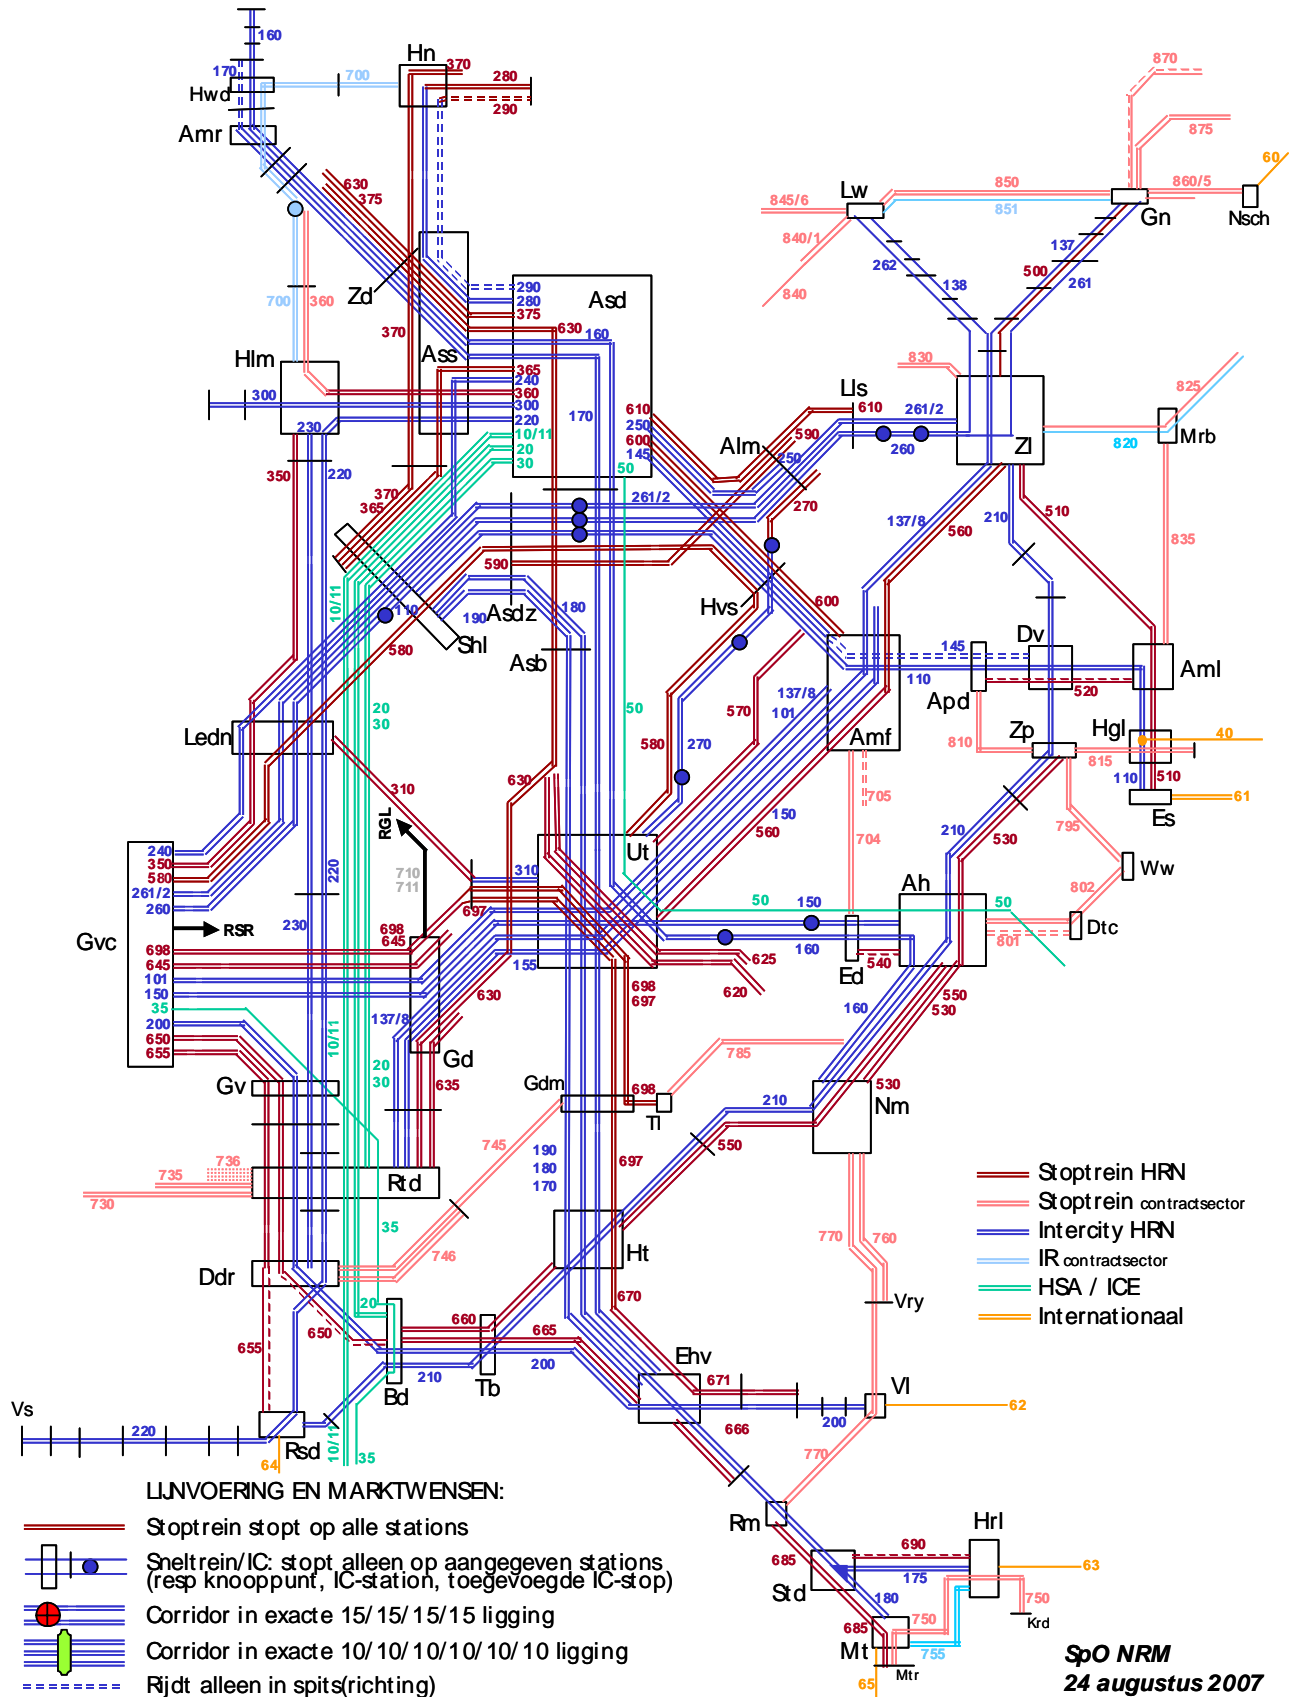 160
Hn
370
170
700
280
870
Hwd
290
Amr
875
60
630
375
Lw
850
860/5
845/6
851
Nsch
Gn
840/1
137
262
500
261
138
840
Zd
290
280
Asd
700
360
375
370
630
160
Hlm
Ass
830
365
240
360
Lls
825
300
300
610
610
261/2
220
170
250
590
230
10/11
600
Mrb
Alm
Zl
820
20
145
260
30
250
350
220
50
370
261/2
270
510
365
137/8
210
560
835
590
10/11
600
Hvs
110
190
Asdz
180
Shl
Dv
580
145
Asb
Aml
137/8
110
520
Apd
101
570
20
50
Hgl
30
Ledn
Amf
Zp
40
810
815
580
270
110
510
630
310
705
61
RGL
150
Es
560
210
795
240
Ut
704
530
350
580
220
710
310
Ww
711
Ah
261/2
802
260
50
150
50
697
RSR
230
698
Dtc
Gvc
645
160
801
698
625
540
645
155
Ed
101
698
620
550
630
150
697
530
35
160
137/8
200
10/11
650
785
655
20
Gd
30
635
Gdm
530
Gv
698
Nm
Tl
210
745
550
190
697
736
180
735
Rtd
Stoptrein HRN
170
730
Stoptrein contractsector
35
770
760
Intercity HRN
746
Ht
IR contractsector
Ddr
HSA / ICE
Vry
20
670
Internationaal
660
650
665
655
Ehv
210
200
671
Tb
Bd
Vl
Vs
62
220
200
666
10/11
Rsd
35
770
64
LIJNVOERING EN MARKTWENSEN:
Rm
Hrl
Stoptrein stopt op alle stations
690
685
63
Sneltrein/IC: stopt alleen op aangegeven stations
(resp knooppunt, IC-station, toegevoegde IC-stop)
175
Std
180
750
750
Corridor in exacte 15/15/15/15 ligging
685
Krd
Corridor in exacte 10/10/10/10/10/10 ligging
Mt
755
SpO NRM
Mtr
Rijdt alleen in spits(richting)
65
24 augustus 2007